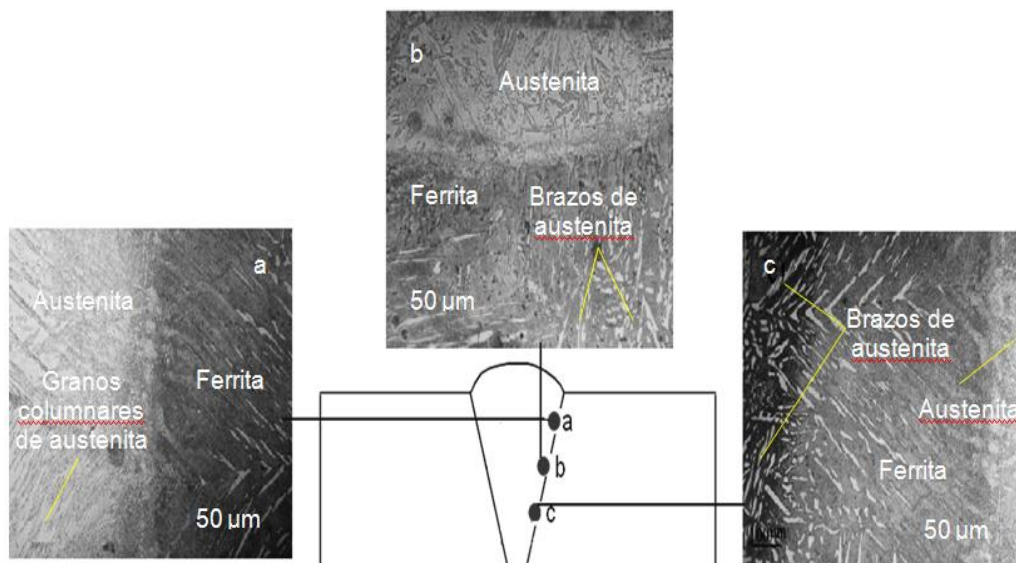 b
Austenita
Ferrita
Brazos de
austenita
50 µm
a
Austenita
Granos
columnares
de austenita
Ferrita
50 µm
c
Brazos de
austenita
Austenita
Ferrita
50 µm
a
b
c